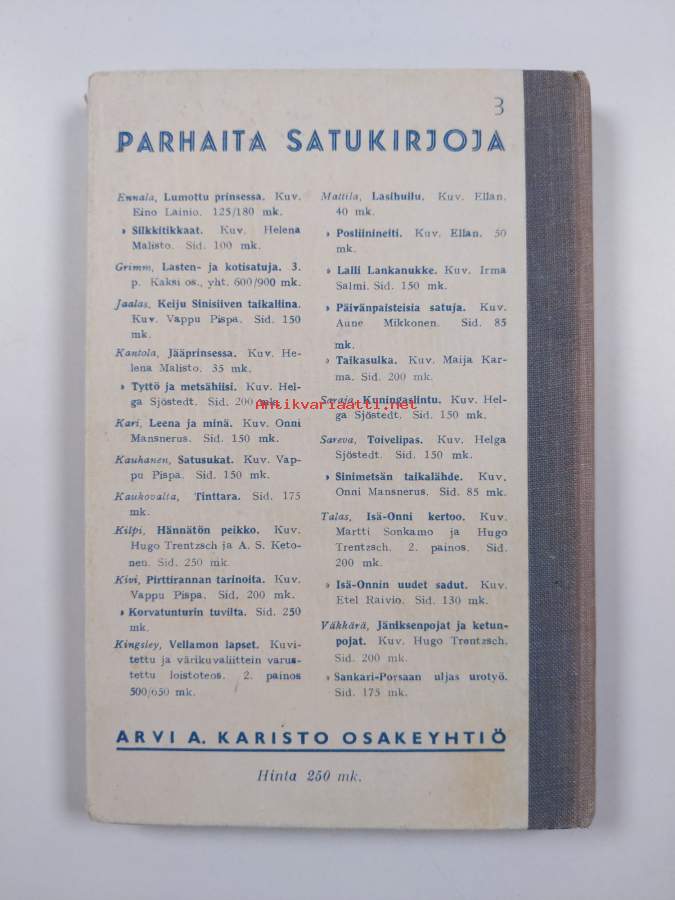 3
PARHAITA SATUKIRJOJA
Ennala, Lumottu prinsessa. Kuv.
Eino Lainio. 125/180 mk.
» Silkkitikkaat. Kuv. Helena
Malisto. Sid. 100 mk.
Grimm, Lasten- ja kotisatuja. 3.
p. Kaksi os., yht. 600/900 mk.
Jaalas, Keiju Sinisiiven taikaliina.
Kuv. Vappu Pispa. Sid. 150
mk.
Kantola, Jääprinsessa. Kuv. He-
lena Malisto. 35 mk.
» Tyttö ja metsähiisi. Kuv. Hel-
ga Sjöstedt. Sid. 200 mk.
Kari, Leena ja minä. Kuv. Onni
Mansnerus. Sid. 150 mk.
Kauhanen, Satusukat. Kuv. Vap-
pu Pispa. Sid. 150 mk.
Kaukovalta, Tinttara. Sid. 175
mk.
Kilpi, Hännätön peikko. Kuv.
Hugo Trentzsch ja A. S. Keto-
nen. Sid. 250 mk.
Kivi, Pirttirannan tarinoita. Kuv.
Vappu Pispa. Sid. 200 mk.
» Korvatunturin tuvilta. Sid. 250
mk.
Kingsley, Vellamon lapset. Kuvi-
tettu ja värikuvaliittein varus-
tettu loistoteos. 2. painos
500/650 mk.
Mattila, Lasihuilu. Kuv. Ellan.
40 mk.
» Posliinineiti. Kuv. Ellan. 50
mk.
» Lalli Lankanukke. Kuv. Irma
Salmi. Sid. 150 mk.
» Päivänpaisteisia satuja. Kuv.
Aune Mikkonen. Sid. 85
mk.
» Taikasulka. Kuv. Maija Kar-
ma. Sid. 200 mk.
Saraja, Kuningaslintu. Kuv. Hel-
ga Sjöstedt. Sid. 150 mk.
Sareva, Toivelipas. Kuv. Helga
Sjöstedt. Sid. 150 mk.
» Sinimetsän taikalähde. Kuv.
Onni Mansnerus. Sid. 85 mk.
Talas, Isä-Onni kertoo. Kuv.
Martti Sonkamo ja Hugo
Trentzsch. 2. painos. Sid.
200 mk.
» Isä-Onnin uudet sadut. Kuv.
Etel Raivio. Sid. 130 mk.
Vähkärä, Jäniksenpojat ja ketun-
pojat. Kuv. Hugo Trentzsch.
Sid. 200 mk.
» Sankari-Porsaan uljas urotyö.
Sid. 175 mk.
Antikvariaatti.net
ARVI A. KARISTO OSAKEYHTIÖ
Hinta 250 mk.